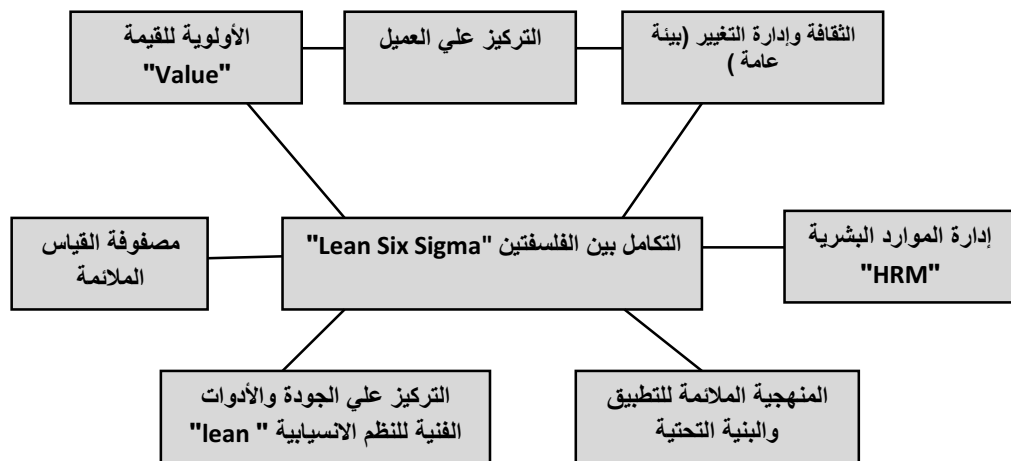 الثقافة وإدارة التغيير (بيئة
عامة )
التركيز علي العميل
الأولوية للقيمة
"Value"
إدارة الموارد البشرية
"HRM"
التكامل بين الفلسفتين "Lean Six Sigma"
مصفوفة القياس
الملائمة
المنهجية الملائمة للتطبيق
والبنية التحتية
التركيز علي الجودة والأدوات
الفنية للنظم الانسيابية " lean"